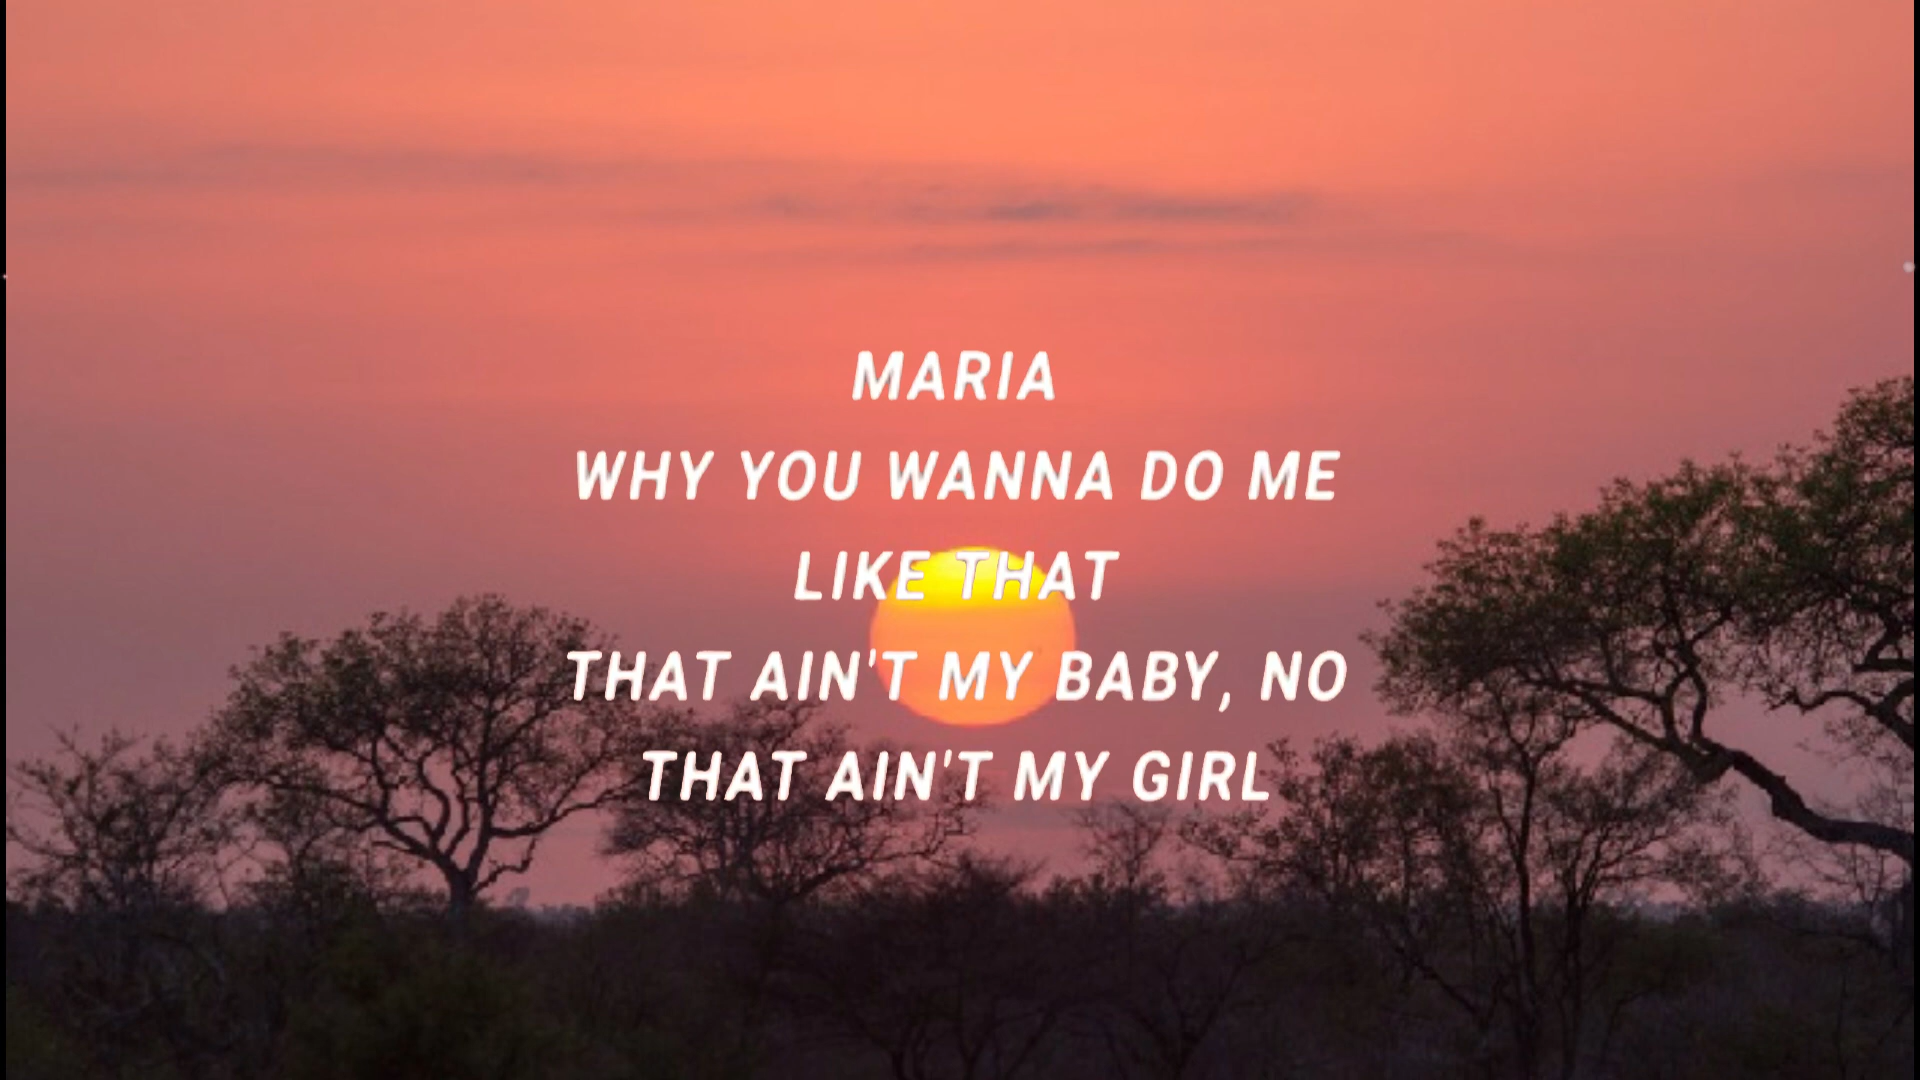 MARIA
WHY YOU WANNA DO ME
LIKE THAT
THAT AIN'T MY BABY, NO
THAT AIN'T MY GIRL